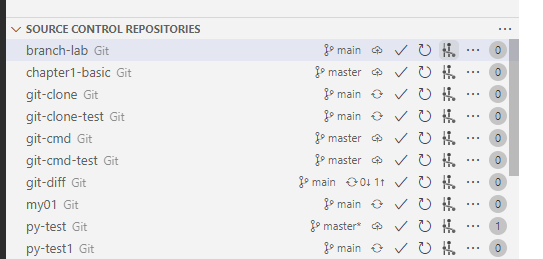 SOURCE CONTROL REPOSITORIES
branch-lab Git main 0
chapter1-basic Git master 0
git-clone Git main 0
git-clone-test Git main 0
git-cmd Git master 0
git-cmd-test Git master 0
git-diff Git main 0↓ 1↑ 0
my01 Git main 0
py-test Git master* 1
py-test1 Git main 0